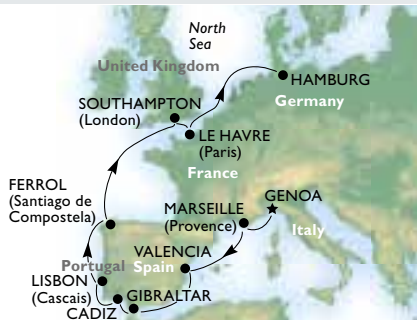 North
Sea
United Kingdom
HAMBURG
Germany
SOUTHAMPTON
(London)
LE HAVRE
(Paris)
France
FERROL
(Santiago de
Compostela)
MARSEILLE
(Provence)
GENOA
Italy
VALENCIA
Portugal Spain
LISBON
(Cascais)
GIBRALTAR
CADIZ